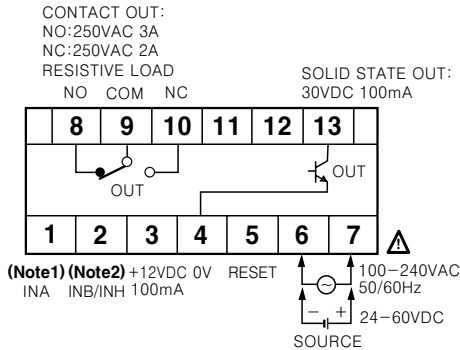 CONTACT OUT:
NO:250VAC 3A
NC:250VAC 2A
RESISTIVE LOAD
SOLID STATE OUT:
30VDC 100mA
NO COM NC
8 9 10 11 12 13
OUT
OUT
1 2 3 4 5 6 7
(Note1) (Note2) +12VDC 0V RESET
INA INB/INH 100mA
100-240VAC
50/60Hz
− +
24-60VDC
SOURCE